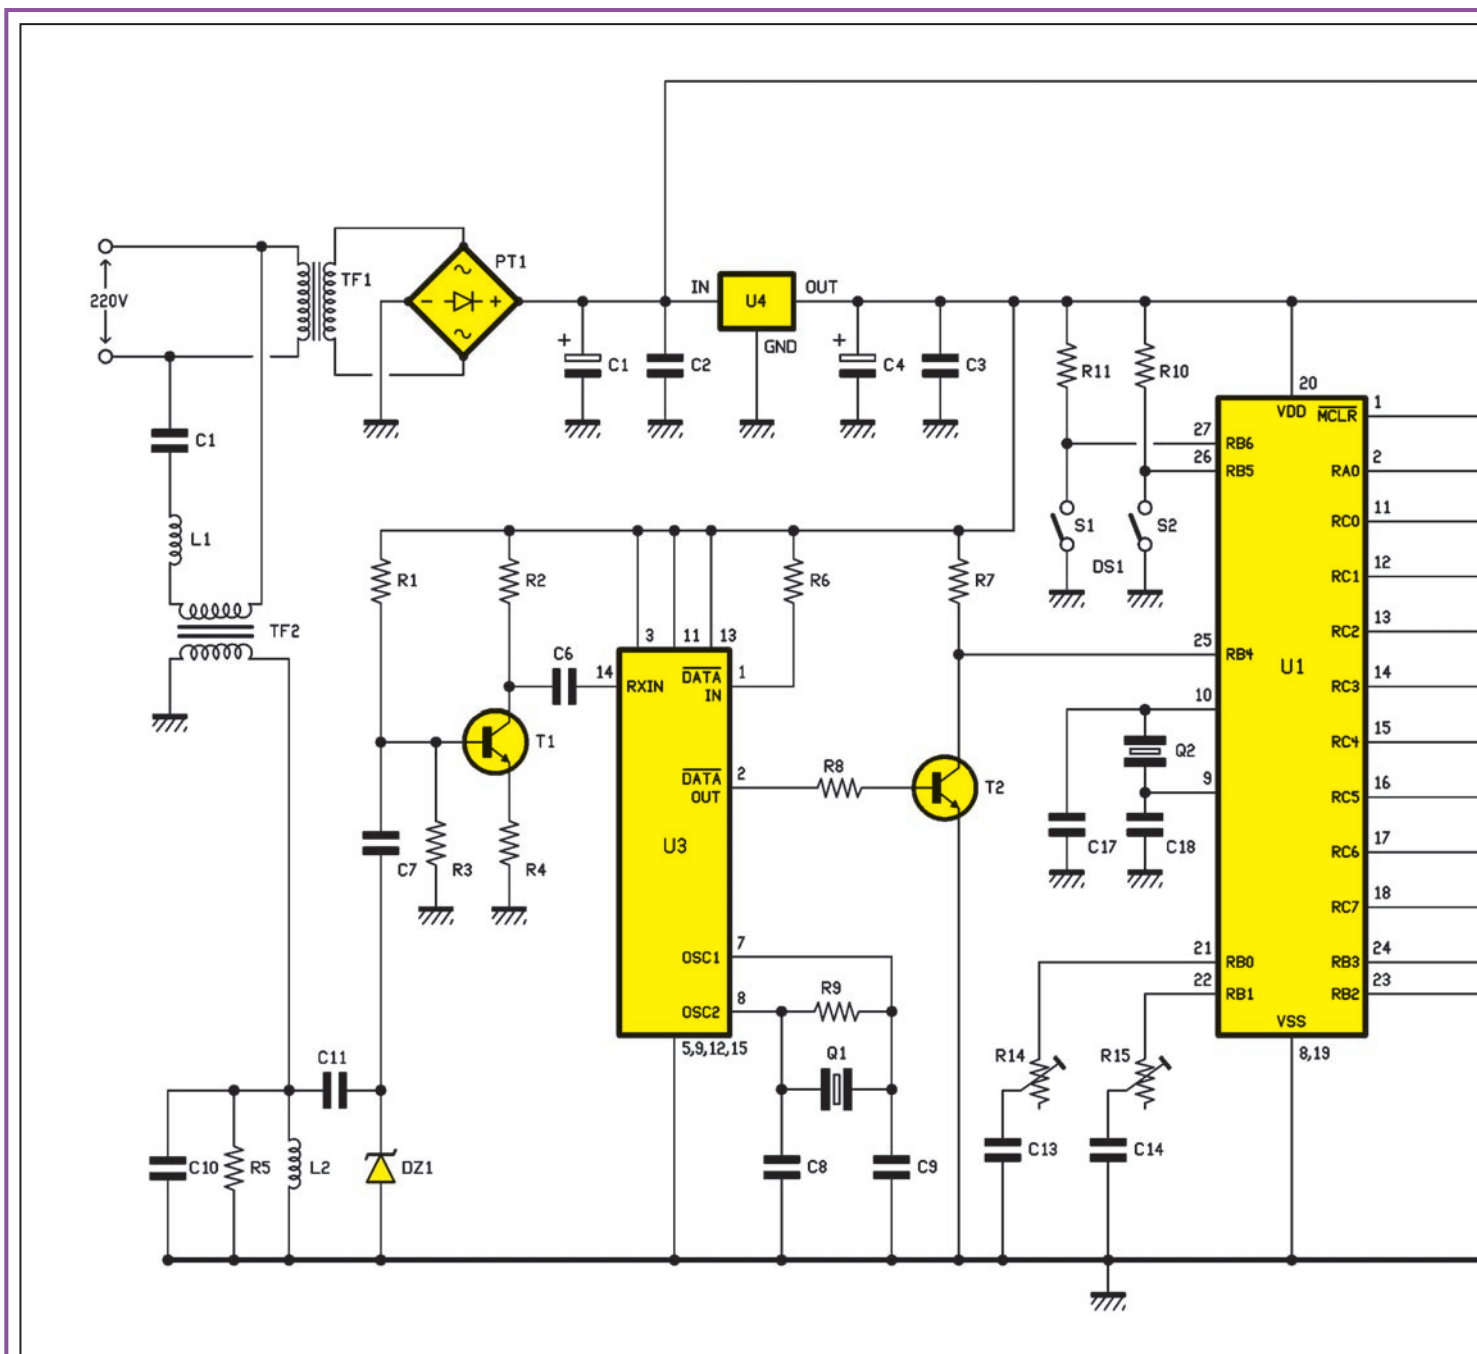 220V
TF1
PT1
~
- +
~
IN
U4
OUT
GND
+
C1
C2
+
C4
C3
R11
R10
20
VDD
MCLR
1
27
RB6
26
RB5
RA0
2
RC0
11
S1
S2
DS1
RC1
12
RC2
13
25
RB4
U1
RC3
14
10
RC4
15
Q2
9
RC5
16
C17
C18
RC6
17
RC7
18
21
RB0
RB3
24
22
RB1
RB2
23
VSS
8,19
C1
L1
TF2
R1
R2
R6
R7
3
11
13
C6
14
RXIN
DATA
IN
1
T1
DATA
OUT
2
R8
T2
U3
C7
R3
R4
OSC1
7
OSC2
8
R9
5,9,12,15
Q1
R14
R15
C11
C10
R5
L2
DZ1
C8
C9
C13
C14